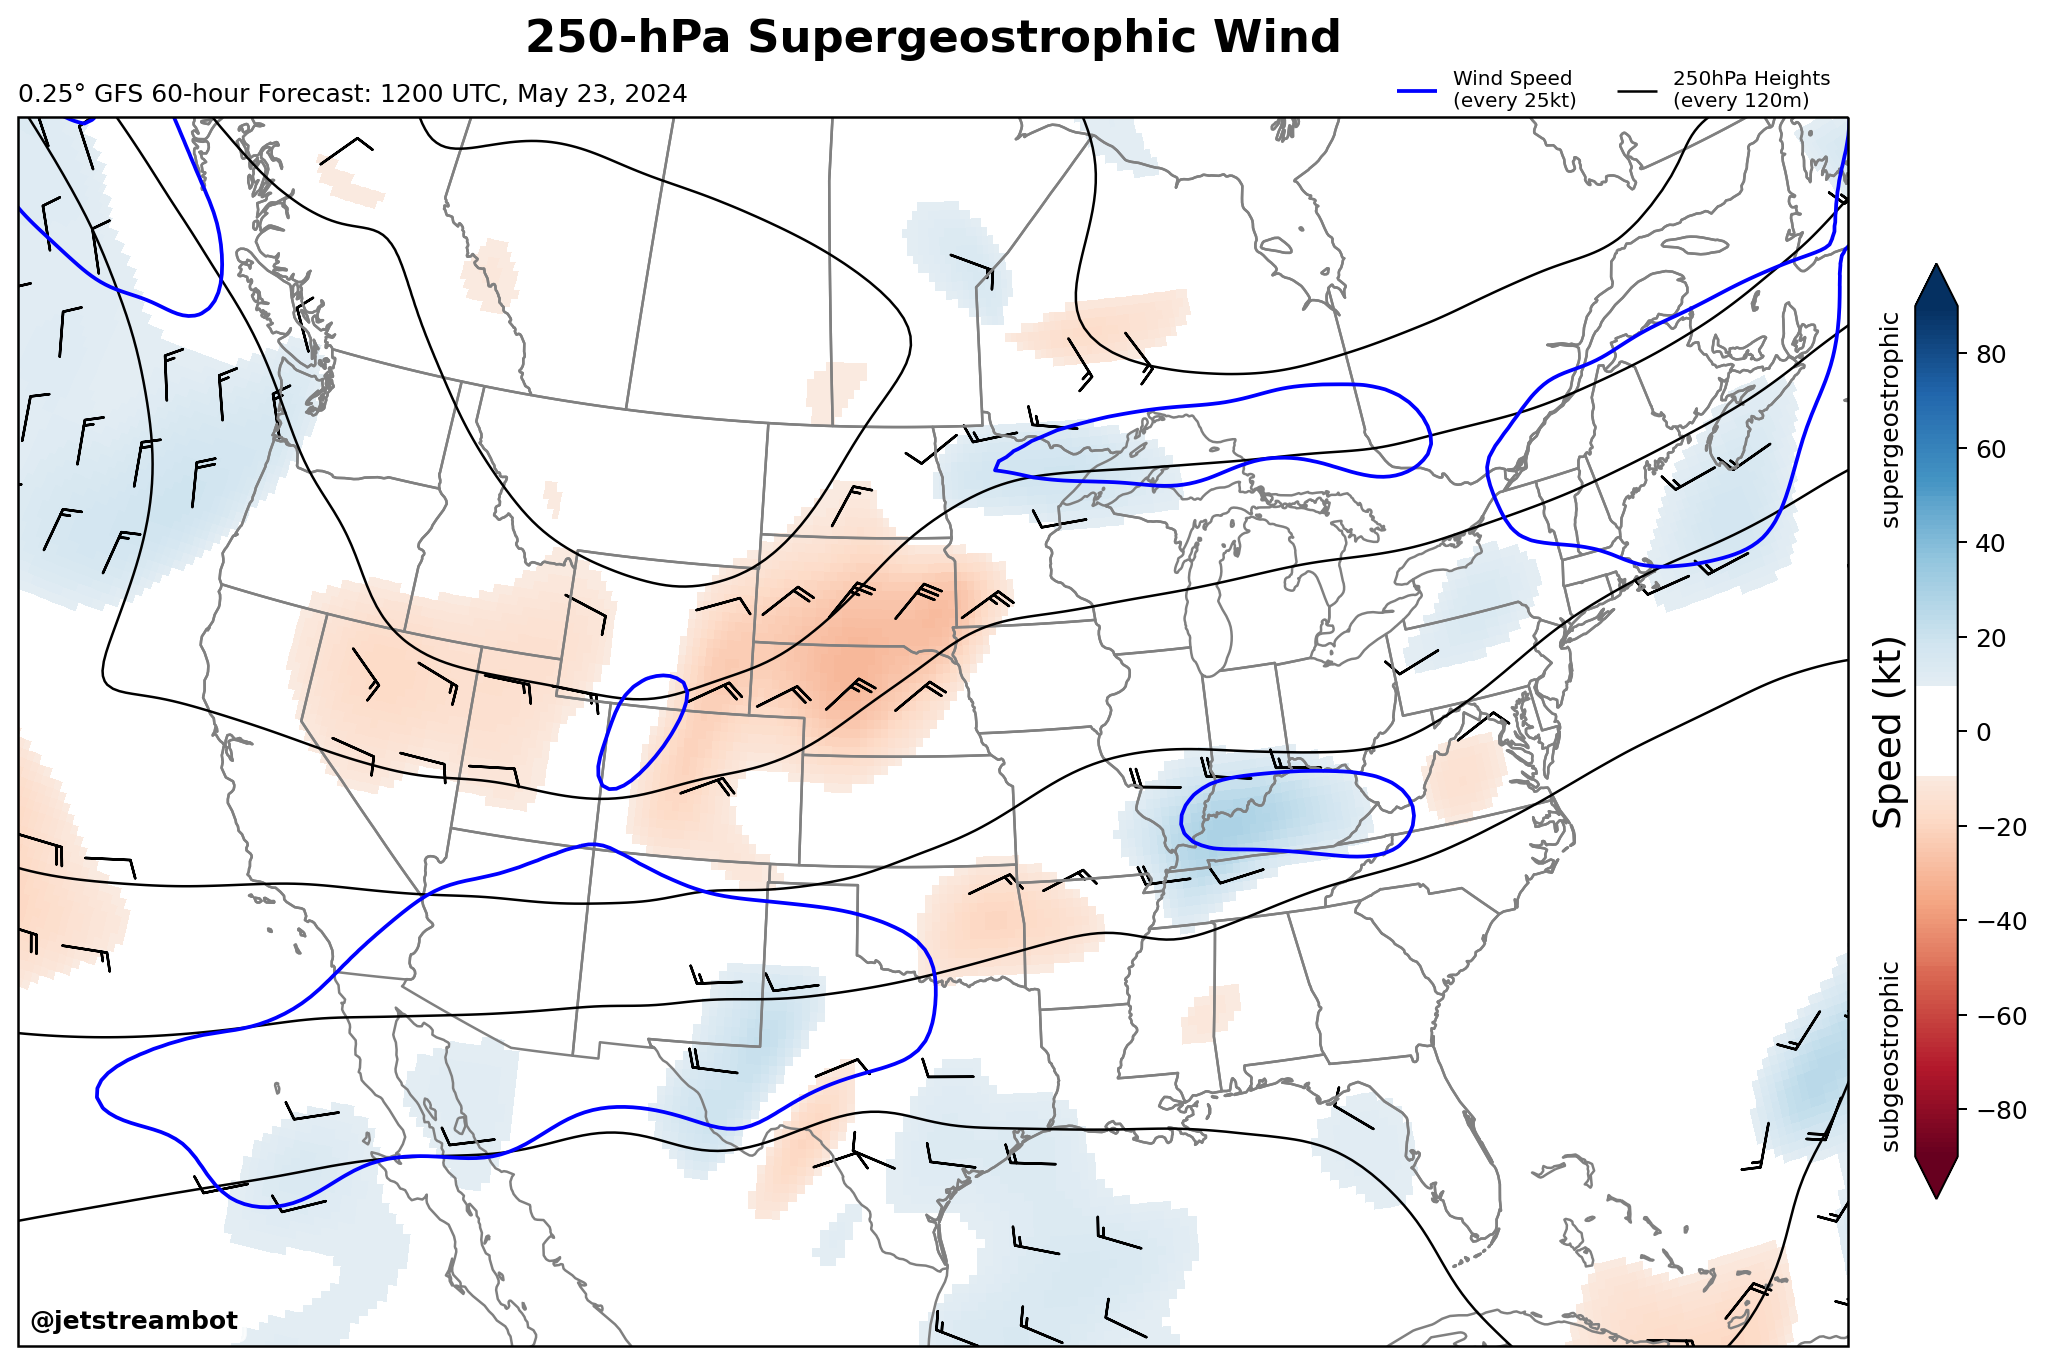 250-hPa Supergeostrophic Wind
0.25° GFS 60-hour Forecast: 1200 UTC, May 23, 2024
Wind Speed
(every 25kt)
250hPa Heights
(every 120m)
supergeostrophic
subgeostrophic
Speed (kt)
80
60
40
20
0
−20
−40
−60
−80
@jetstreambot